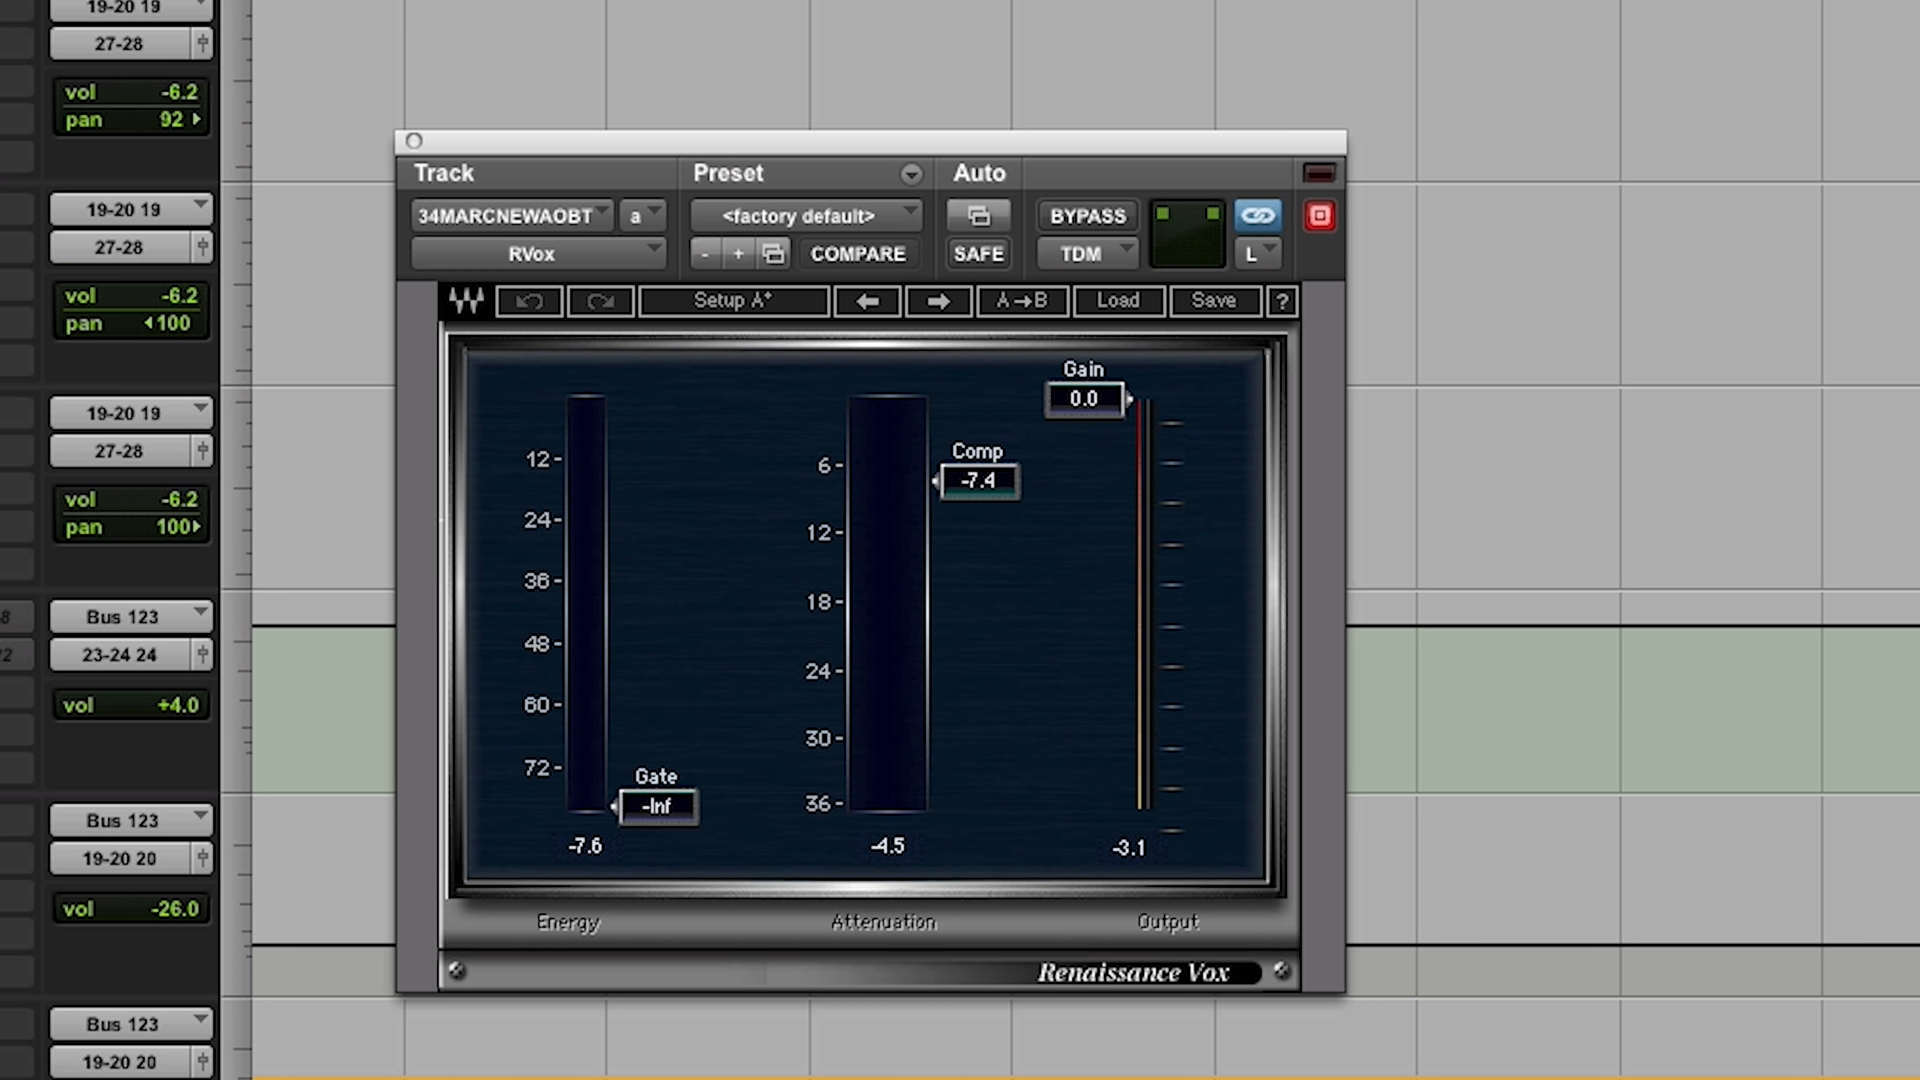 19-20 19
27-28
vol -6.2
pan 92
19-20 19
27-28
vol -6.2
pan 100
19-20 19
27-28
vol -6.2
pan 100
Bus 123
23-24 24
vol +4.0
Bus 123
19-20 20
vol -26.0
Bus 123
19-20 20
Track Preset Auto
34MARCNEWAOBT a <factory default> BYPASS
RVox - + COMPARE SAFE TDM L
Setup A* A→B Load Save ?
Gain
0.0
Comp
-7.4
12
24
36
48
60
72
6
12
18
24
30
36
Gate
-Inf
-7.6 -4.5 -3.1
Energy Attenuation Output
Renaissance Vox